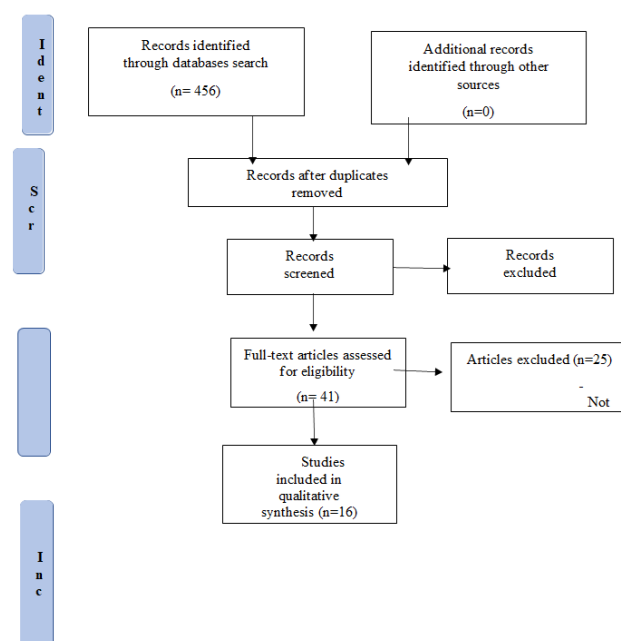 I
d
e
n
t
Records identified
through databases search
(n= 456)
Additional records
identified through other
sources
(n=0)
S
c
r
Records after duplicates
removed
Records
screened
Records
excluded
Full-text articles assessed
for eligibility
(n= 41)
Articles excluded (n=25)
-
Not
Studies
included in
qualitative
synthesis (n=16)
I
n
c